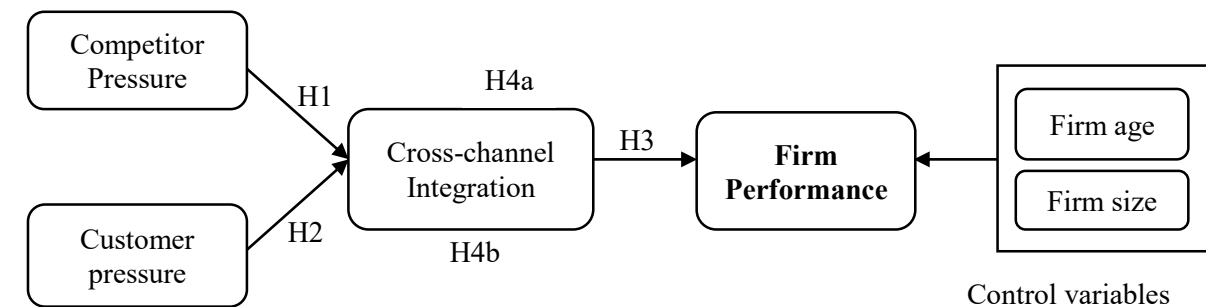 Competitor
Pressure
H1
H4a
Cross-channel
Integration
H4b
H2
Customer
pressure
H3
Firm
Performance
Firm age
Firm size
Control variables